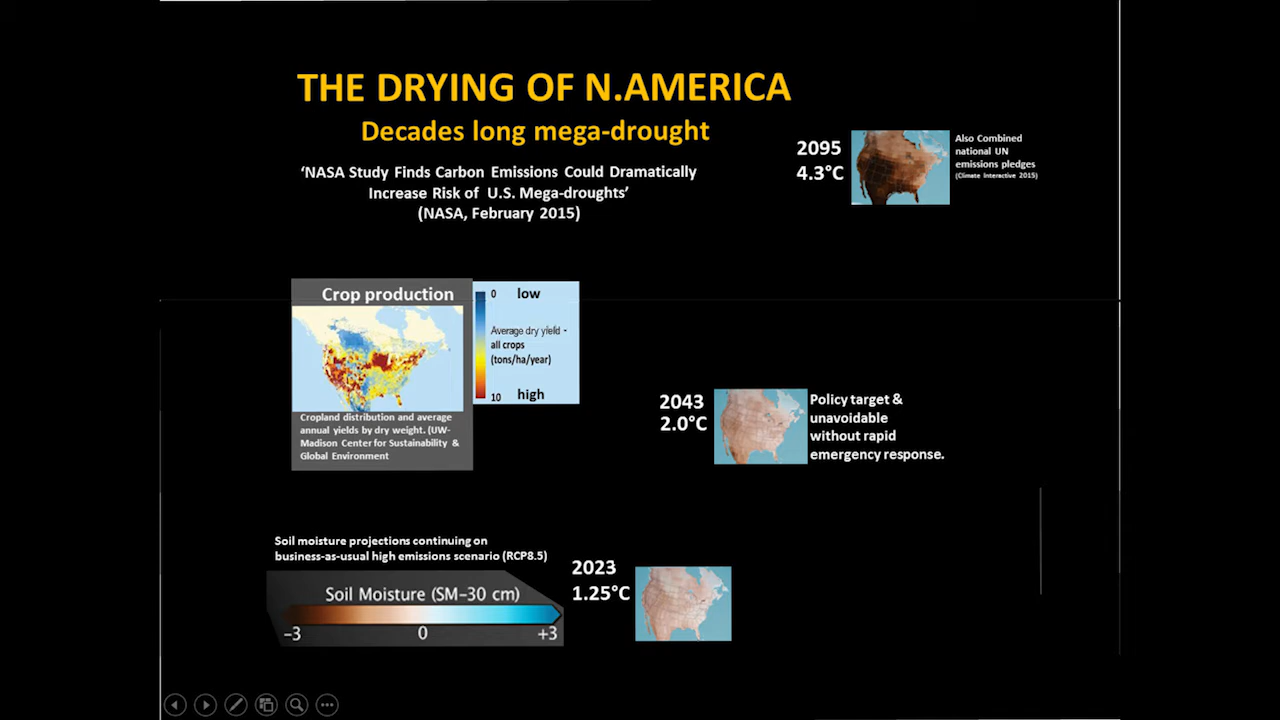 THE DRYING OF N.AMERICA
Decades long mega-drought
‘NASA Study Finds Carbon Emissions Could Dramatically
Increase Risk of U.S. Mega-droughts’
(NASA, February 2015)
2095
4.3°C
Also Combined
national UN
emissions pledges
(Climate Interactive 2015)
Crop production
0 low
Average dry yield -
all crops
(tons/ha/year)
10 high
Cropland distribution and average
annual yields by dry weight. (UW-
Madison Center for Sustainability &
Global Environment
2043
2.0°C
Policy target &
unavoidable
without rapid
emergency response.
Soil moisture projections continuing on
business-as-usual high emissions scenario (RCP8.5)
Soil Moisture (SM-30 cm)
-3 0 +3
2023
1.25°C